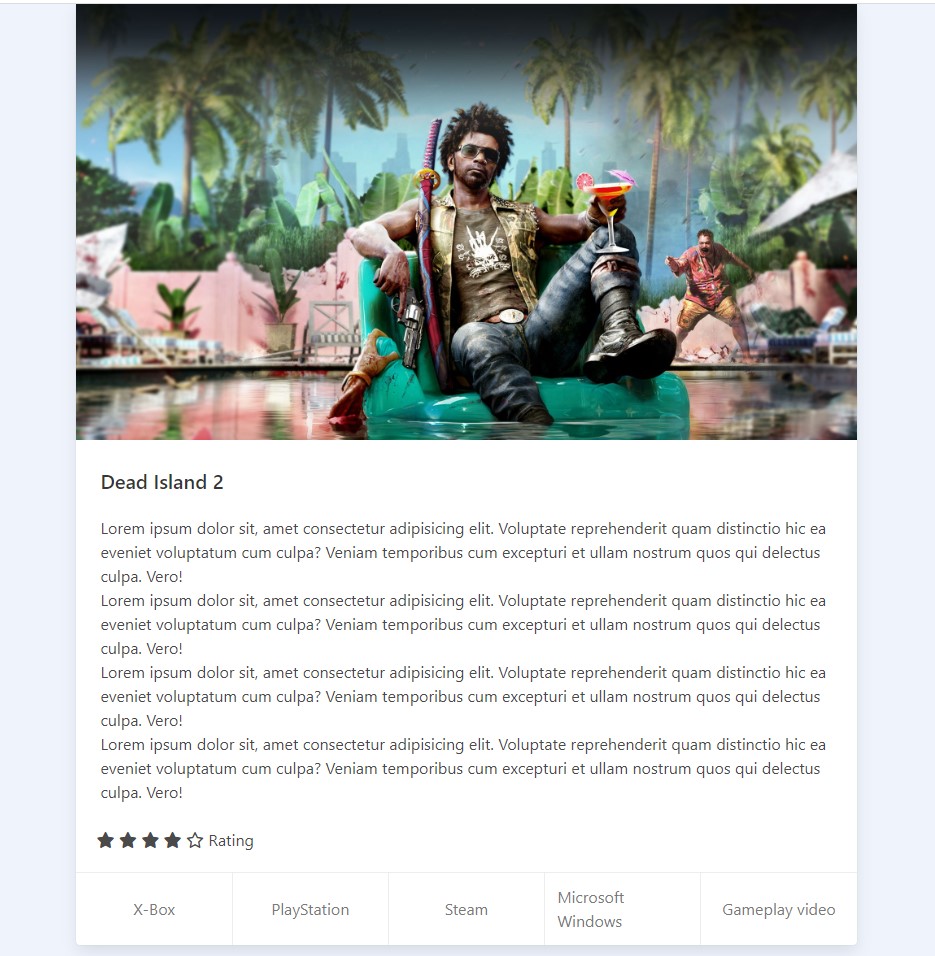 Dead Island 2
Lorem ipsum dolor sit, amet consectetur adipisicing elit. Voluptate reprehenderit quam distinctio hic ea
eveniet voluptatum cum culpa? Veniam temporibus cum excepturi et ullam nostrum quos qui delectus
culpa. Vero!
Lorem ipsum dolor sit, amet consectetur adipisicing elit. Voluptate reprehenderit quam distinctio hic ea
eveniet voluptatum cum culpa? Veniam temporibus cum excepturi et ullam nostrum quos qui delectus
culpa. Vero!
Lorem ipsum dolor sit, amet consectetur adipisicing elit. Voluptate reprehenderit quam distinctio hic ea
eveniet voluptatum cum culpa? Veniam temporibus cum excepturi et ullam nostrum quos qui delectus
culpa. Vero!
Lorem ipsum dolor sit, amet consectetur adipisicing elit. Voluptate reprehenderit quam distinctio hic ea
eveniet voluptatum cum culpa? Veniam temporibus cum excepturi et ullam nostrum quos qui delectus
culpa. Vero!
Rating
X-Box
PlayStation
Steam
Microsoft
Windows
Gameplay video